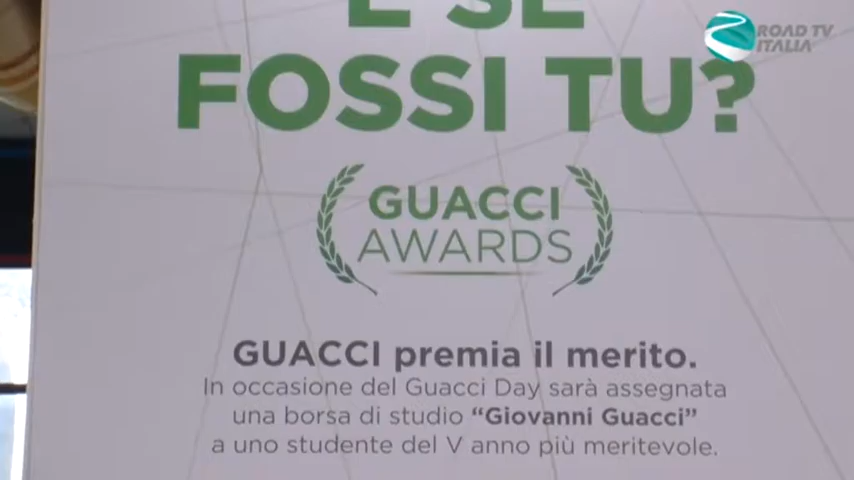 E SE
FOSSI TU?
ROAD TV
ITALIA
GUACCI
AWARDS
GUACCI premia il merito.
In occasione del Guacci Day sarà assegnata
una borsa di studio “Giovanni Guacci”
a uno studente del V anno più meritevole.